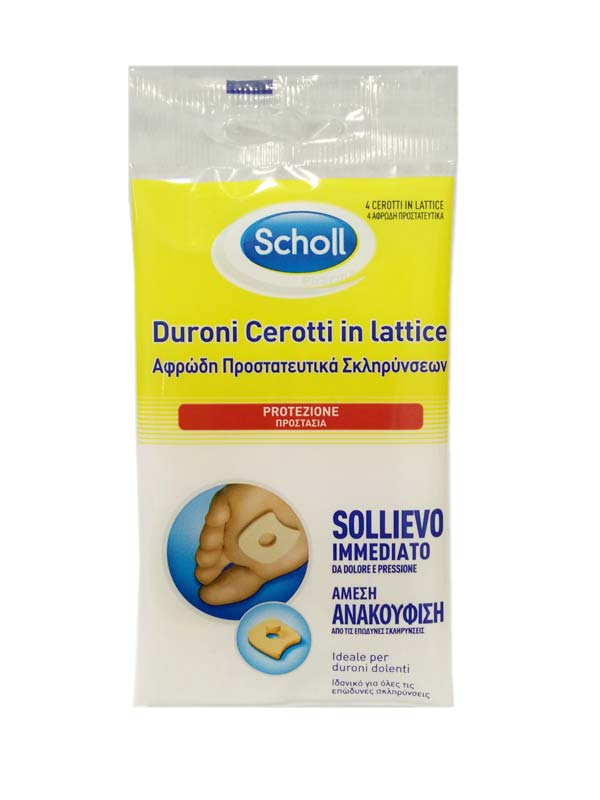 4 CEROTTI IN LATTICE
4 ΑΦΡΩΔΗ ΠΡΟΣΤΑΤΕΥΤΙΚΑ
Scholl
PHARMA
Duroni Cerotti in lattice
Αφρώδη Προστατευτικά Σκληρύνσεων
PROTEZIONE
ΠΡΟΣΤΑΣΙΑ
SOLLIEVO
IMMEDIATO
DA DOLORE E PRESSIONE
ΑΜΕΣΗ
ΑΝΑΚΟΥΦΙΣΗ
ΑΠΟ ΤΙΣ ΕΠΩΔΥΝΕΣ ΣΚΛΗΡΥΝΣΕΙΣ
Ideale per
duroni dolenti
Ιδανικό για όλες τις
επώδυνες σκληρύνσεις